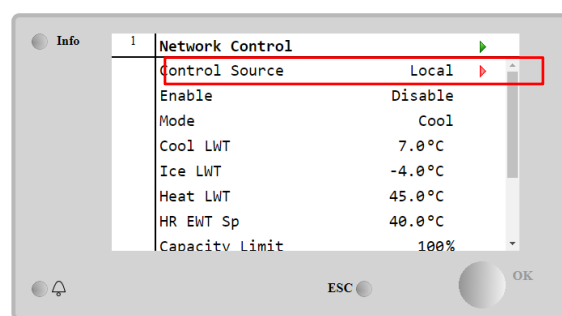 Info
1
Network Control
Control Source Local
Enable Disable
Mode Cool
Cool LWT 7.0°C
Ice LWT -4.0°C
Heat LWT 45.0°C
HR EWT Sp 40.0°C
Capacity Limit 100%
ESC
OK